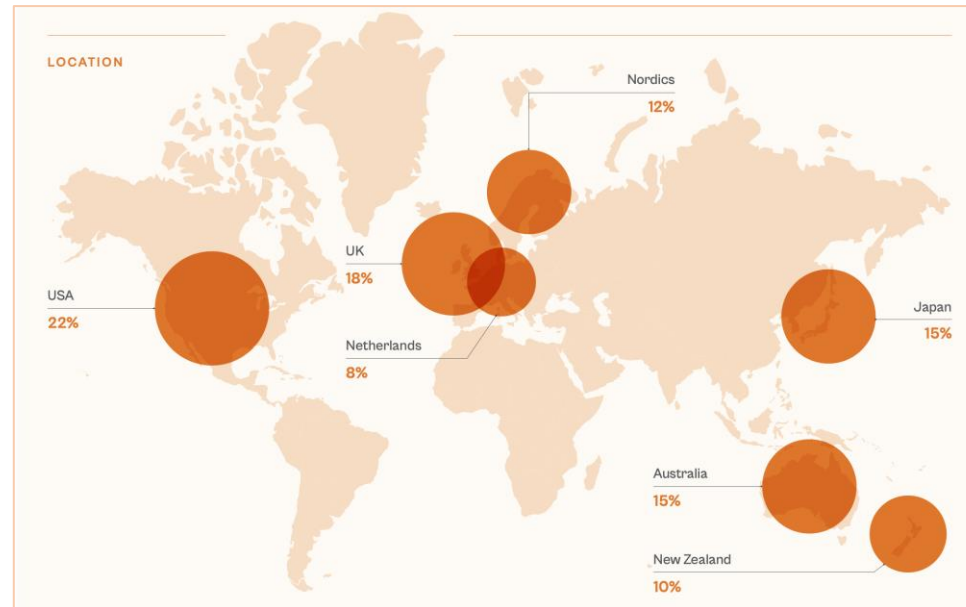 LOCATION
Nordics
12%
UK
18%
USA
22%
Netherlands
8%
Japan
15%
Australia
15%
New Zealand
10%